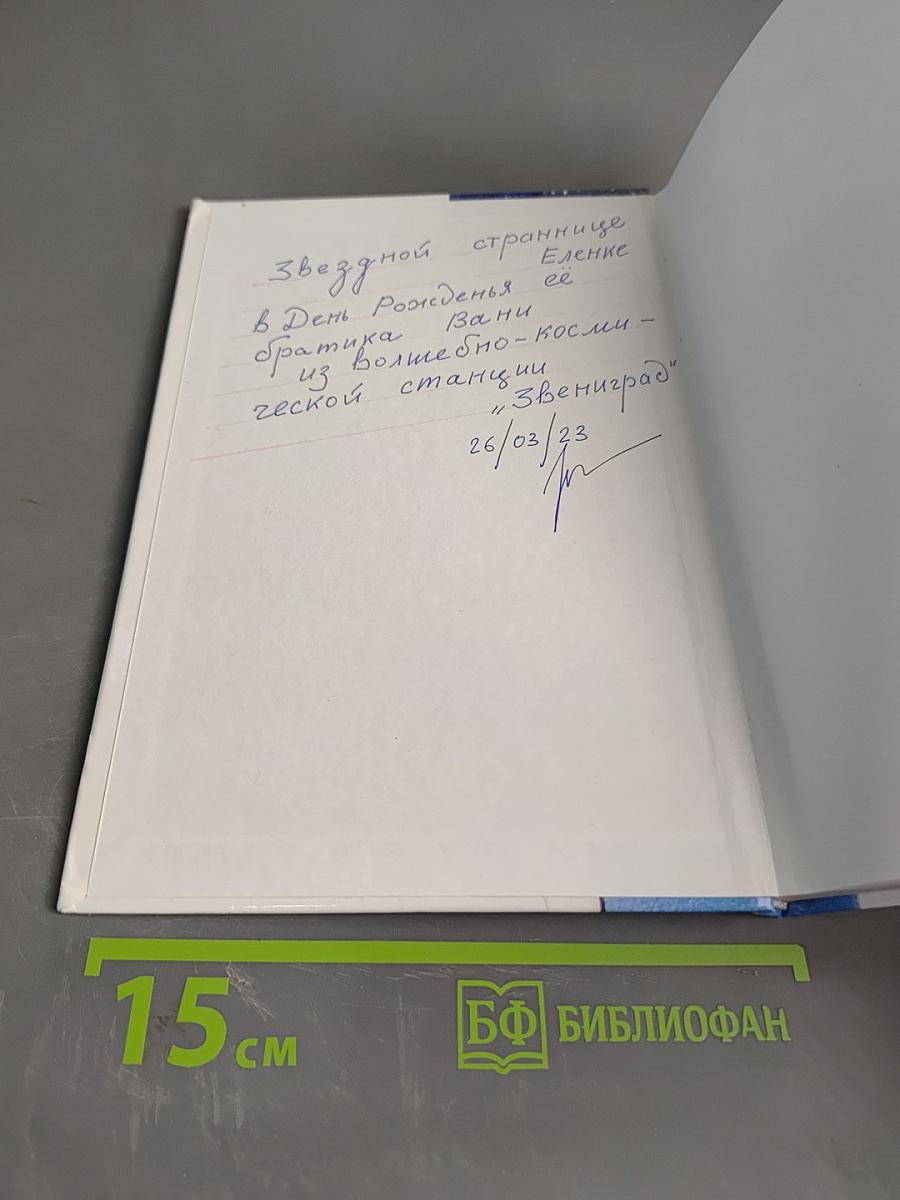 Звездной страннице
Еленке
в День Рожденья её
братика Вани
из волшебно-косми-
ческой станции
„Звениград"
26/03/23
15 см
БФ БИБЛИОФАН